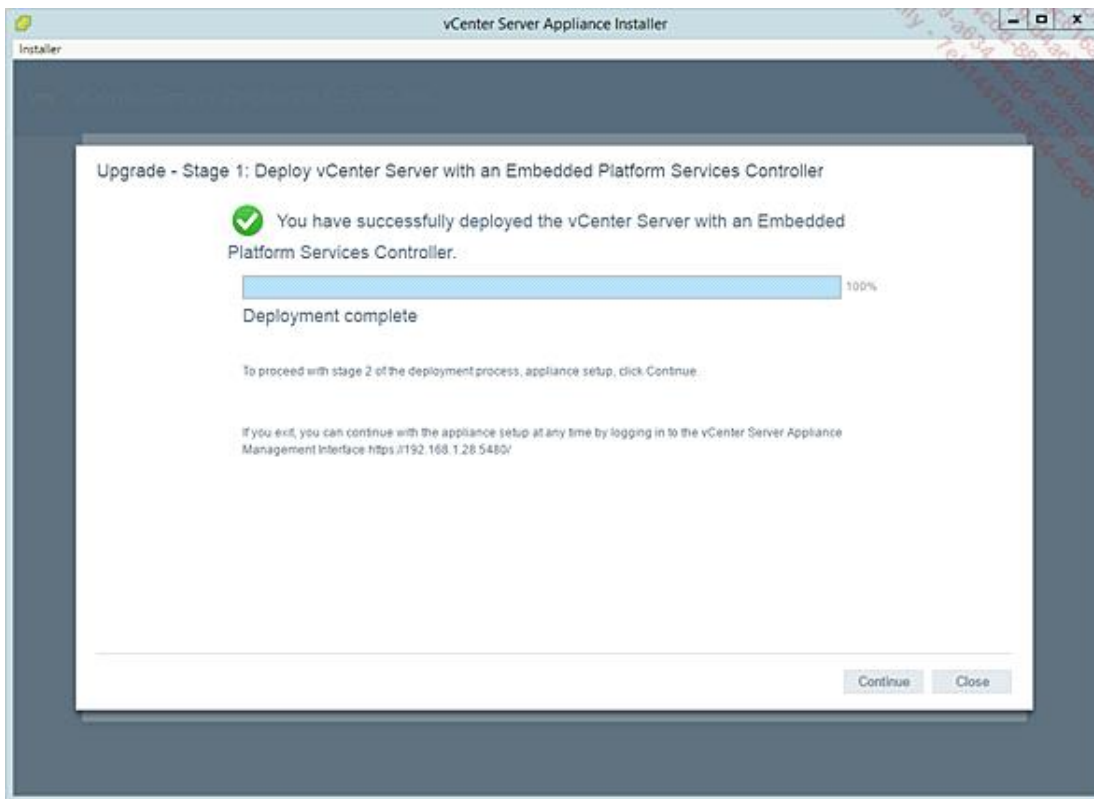 vCenter Server Appliance Installer
Installer
Upgrade - Stage 1: Deploy vCenter Server with an Embedded Platform Services Controller
You have successfully deployed the vCenter Server with an Embedded
Platform Services Controller.
100%
Deployment complete
To proceed with stage 2 of the deployment process, appliance setup, click Continue.
If you exit, you can continue with the appliance setup at any time by logging in to the vCenter Server Appliance
Management Interface https://192.168.1.28:5480/
Continue
Close